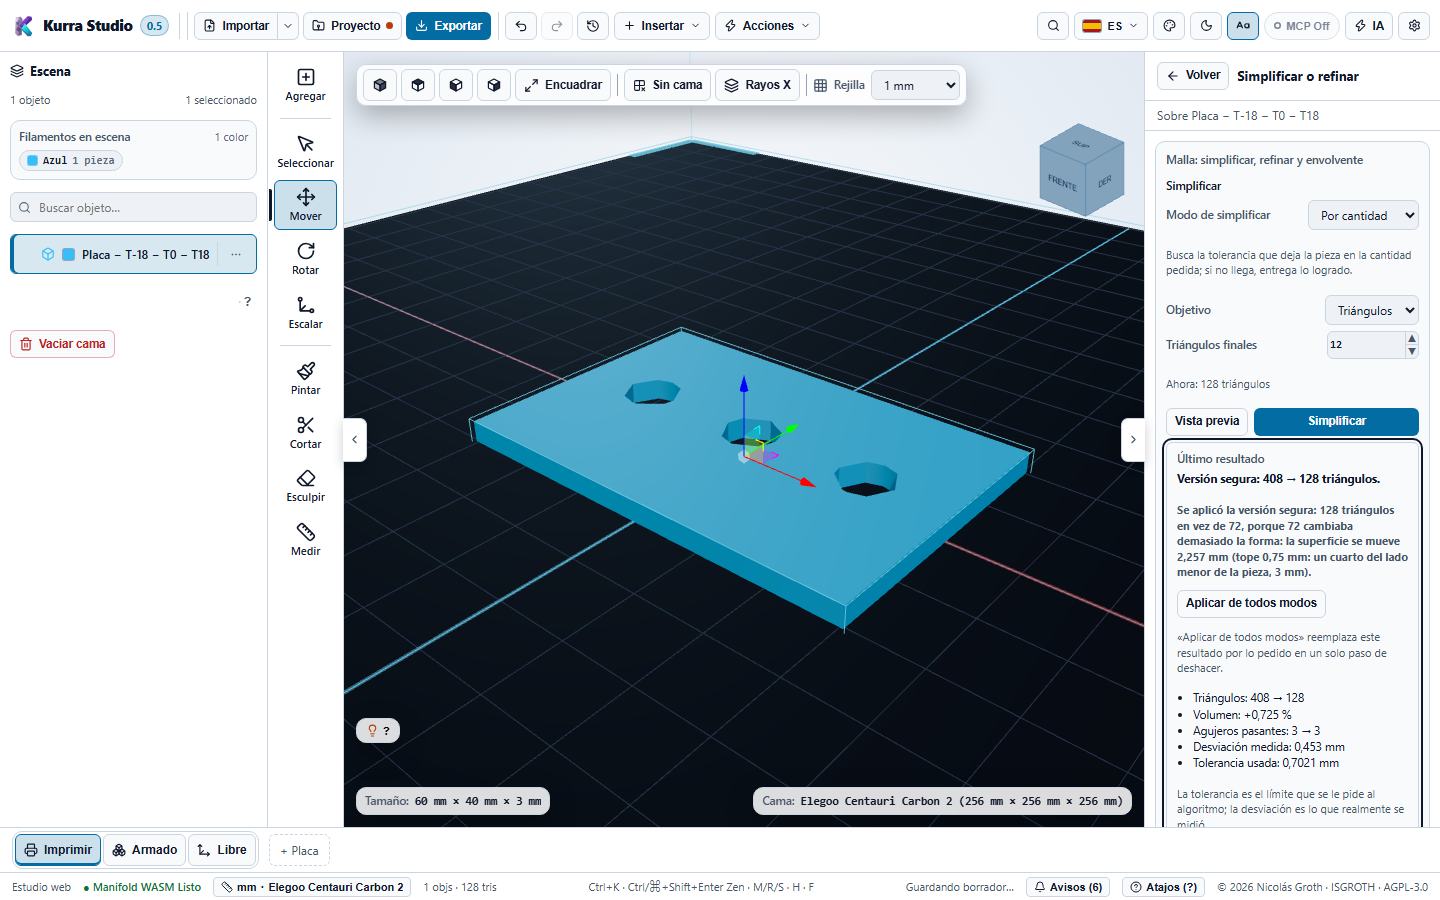 Kurra Studio 0.5
Importar
Proyecto
Exportar
Insertar
Acciones
ES
MCP Off
IA
Escena
1 objeto 1 seleccionado
Filamentos en escena 1 color
Azul 1 pieza
Buscar objeto...
Placa – T-18 – T0 – T18 ...
?
Vaciar cama
Agregar
Seleccionar
Mover
Rotar
Escalar
Pintar
Cortar
Esculpir
Medir
Encuadrar
Sin cama
Rayos X
Rejilla 1 mm
FRENTE
DER
?
Tamaño: 60 mm × 40 mm × 3 mm
Cama: Elegoo Centauri Carbon 2 (256 mm × 256 mm × 256 mm)
Volver Simplificar o refinar
Sobre Placa – T-18 – T0 – T18
Malla: simplificar, refinar y envolvente
Simplificar
Modo de simplificar Por cantidad
Busca la tolerancia que deja la pieza en la cantidad
pedida; si no llega, entrega lo logrado.
Objetivo Triángulos
Triángulos finales 12
Ahora: 128 triángulos
Vista previa Simplificar
Último resultado
Versión segura: 408 → 128 triángulos.
Se aplicó la versión segura: 128 triángulos
en vez de 72, porque 72 cambiaba
demasiado la forma: la superficie se mueve
2,257 mm (tope 0,75 mm: un cuarto del lado
menor de la pieza, 3 mm).
Aplicar de todos modos
«Aplicar de todos modos» reemplaza este
resultado por lo pedido en un solo paso de
deshacer.
• Triángulos: 408 → 128
• Volumen: +0,725 %
• Agujeros pasantes: 3 → 3
• Desviación medida: 0,453 mm
• Tolerancia usada: 0,7021 mm
La tolerancia es el límite que se le pide al
algoritmo; la desviación es lo que realmente se
midió.
Imprimir
Armado
Libre
+ Placa
Estudio web
● Manifold WASM Listo
mm · Elegoo Centauri Carbon 2
1 objs · 128 tris
Ctrl+K · Ctrl/⌘+Shift+Enter Zen · M/R/S · H · F
Guardando borrador...
Avisos (6)
Atajos (?)
© 2026 Nicolás Groth · ISGROTH · AGPL-3.0